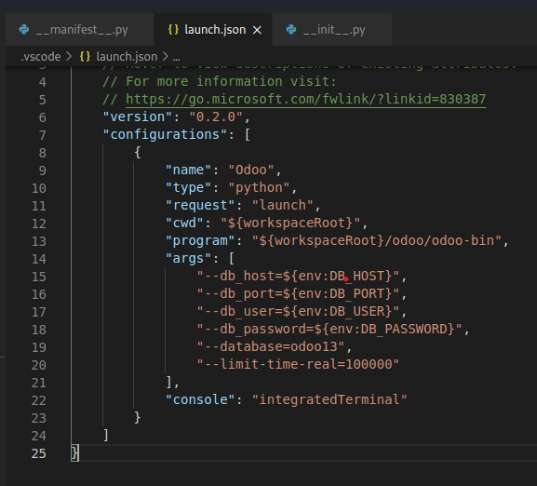 __manifest__.py
launch.json ×
__init__.py
.vscode > {} launch.json > ...
4 // For more information visit:
5 // https://go.microsoft.com/fwlink/?linkid=830387
6 "version": "0.2.0",
7 "configurations": [
8 {
9 "name": "Odoo",
10 "type": "python",
11 "request": "launch",
12 "cwd": "${workspaceRoot}",
13 "program": "${workspaceRoot}/odoo/odoo-bin",
14 "args": [
15 "--db_host=${env:DB_HOST}",
16 "--db_port=${env:DB_PORT}",
17 "--db_user=${env:DB_USER}",
18 "--db_password=${env:DB_PASSWORD}",
19 "--database=odoo13",
20 "--limit-time-real=100000"
21 ],
22 "console": "integratedTerminal"
23 }
24 ]
25 }